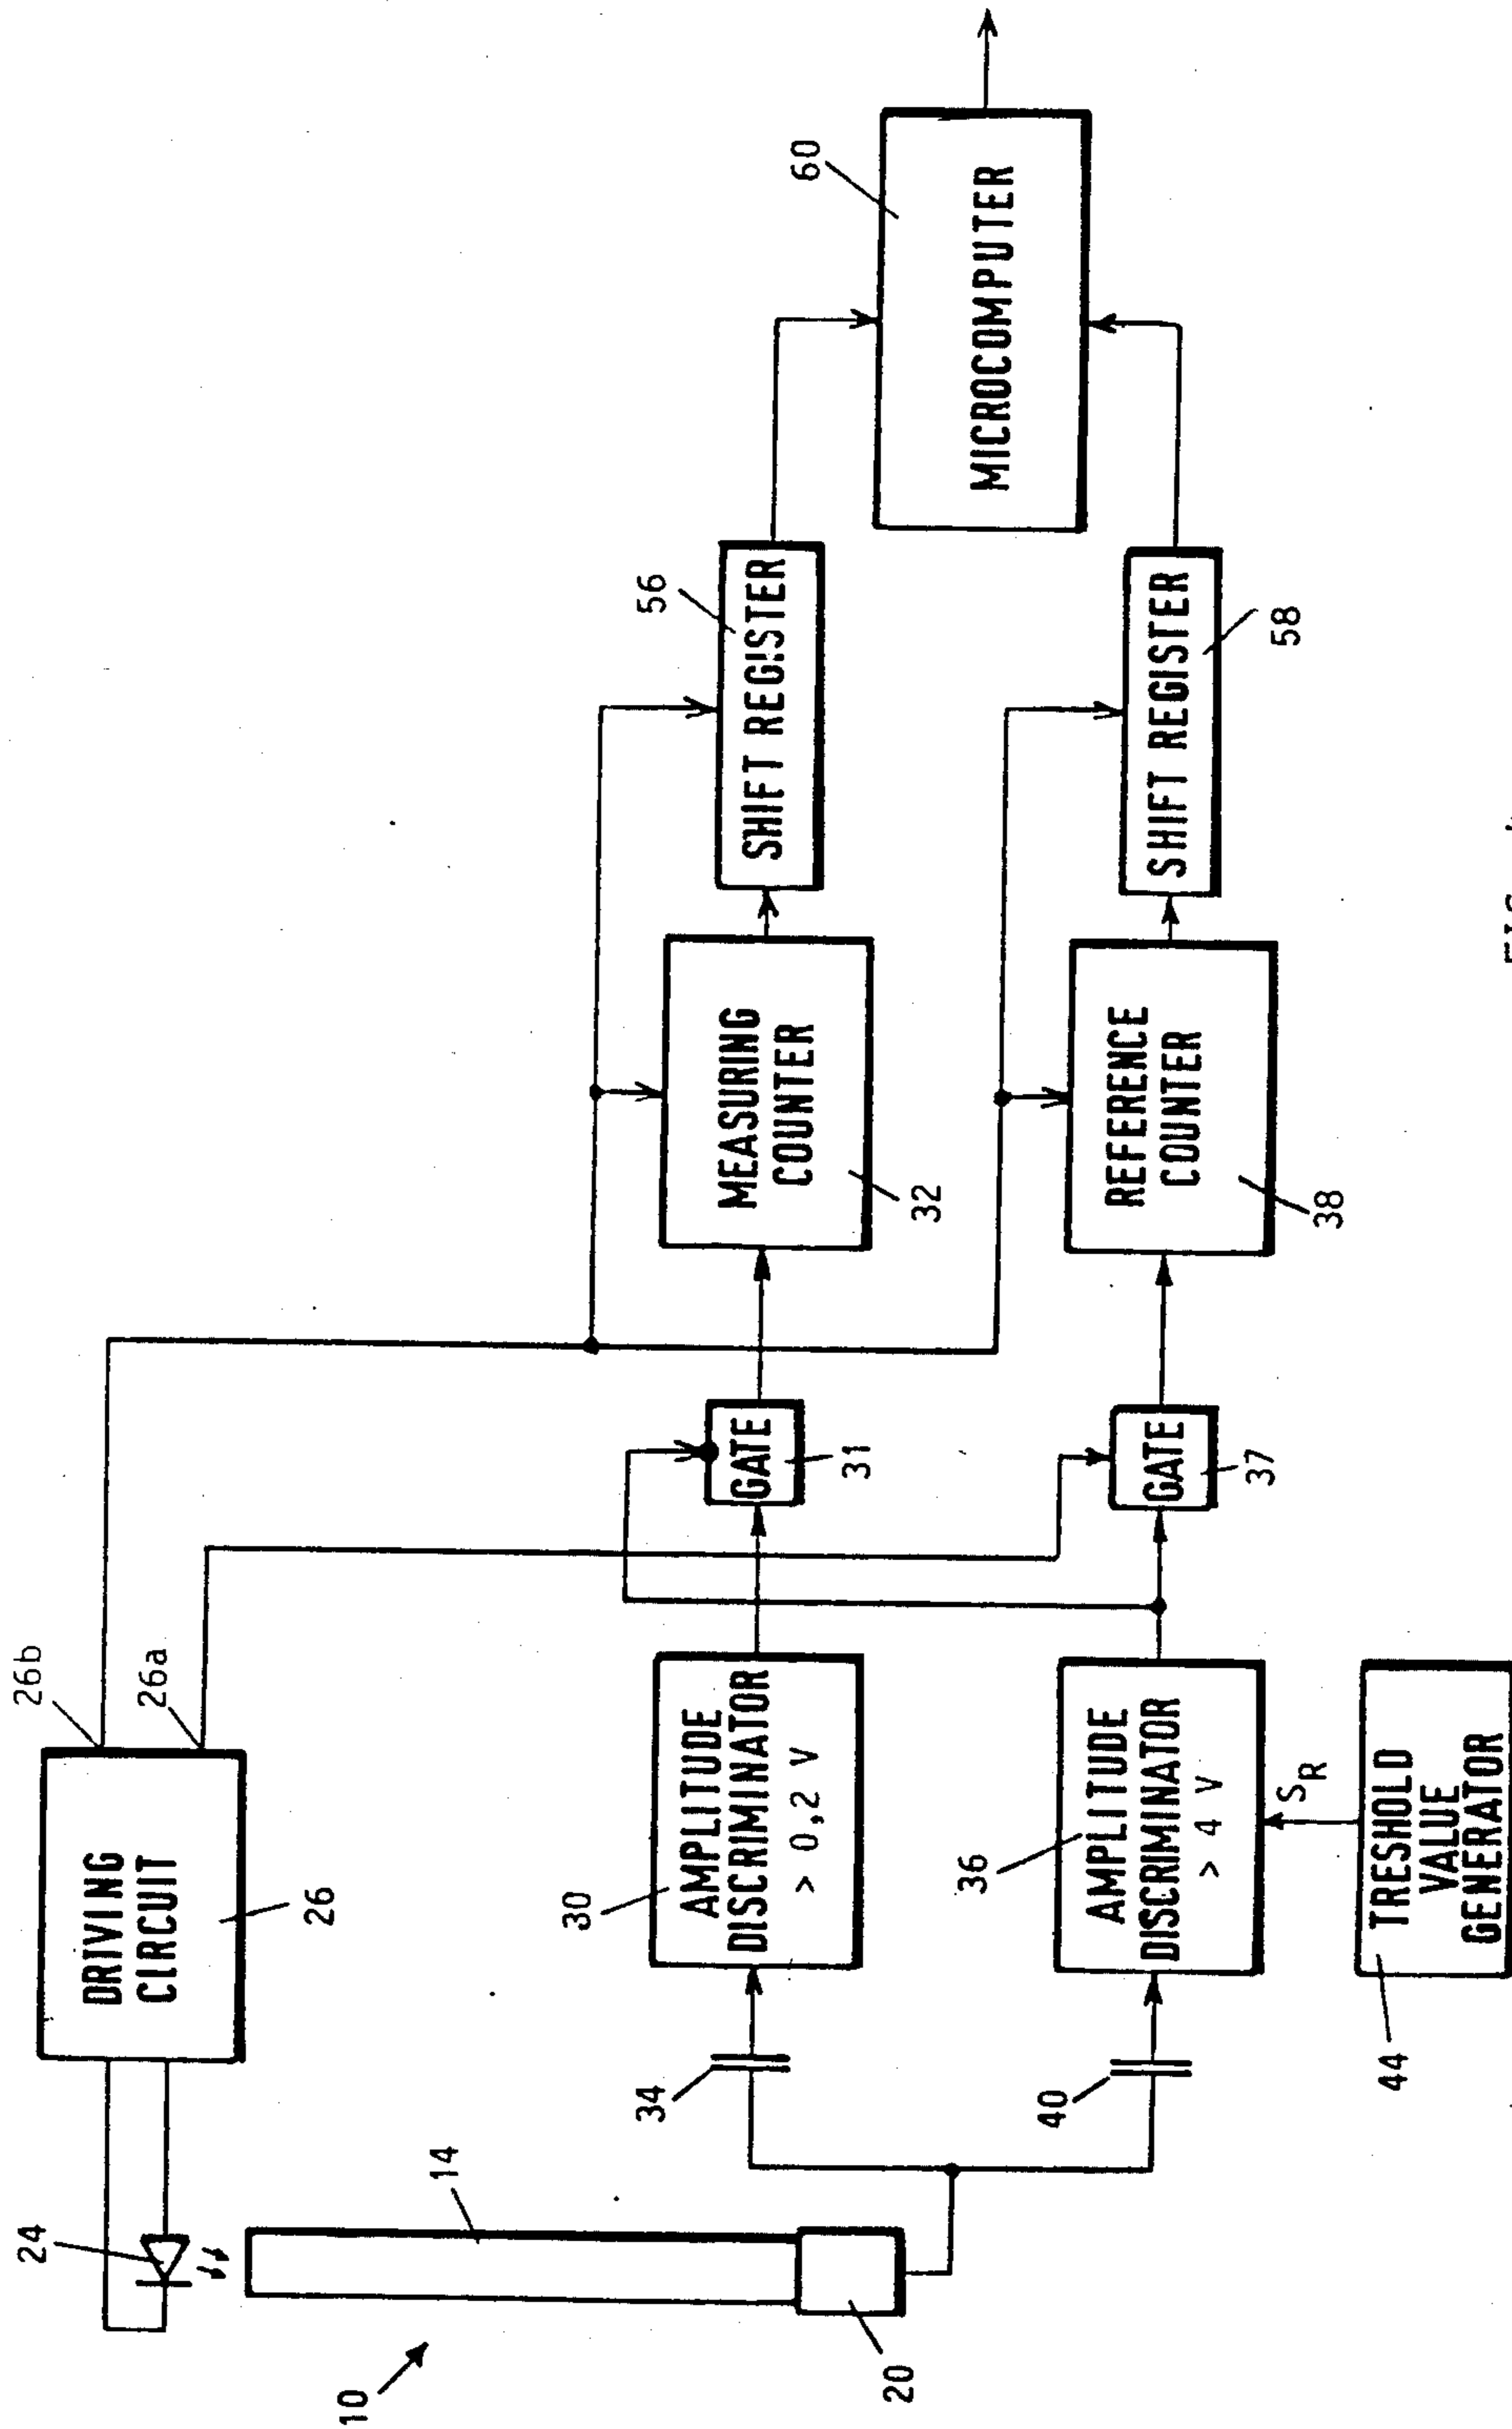 10
24
14
20
DRIVING
CIRCUIT
26
26b
26a
34
40
30
AMPLITUDE
DISCRIMINATOR
> 0,2 V
36
AMPLITUDE
DISCRIMINATOR
> 4 V
S_R
TRESHOLD
VALUE
GENERATOR
44
GATE
31
GATE
37
MEASURING
COUNTER
32
REFERENCE
COUNTER
38
SHIFT REGISTER
56
SHIFT REGISTER
58
MICROCOMPUTER
60